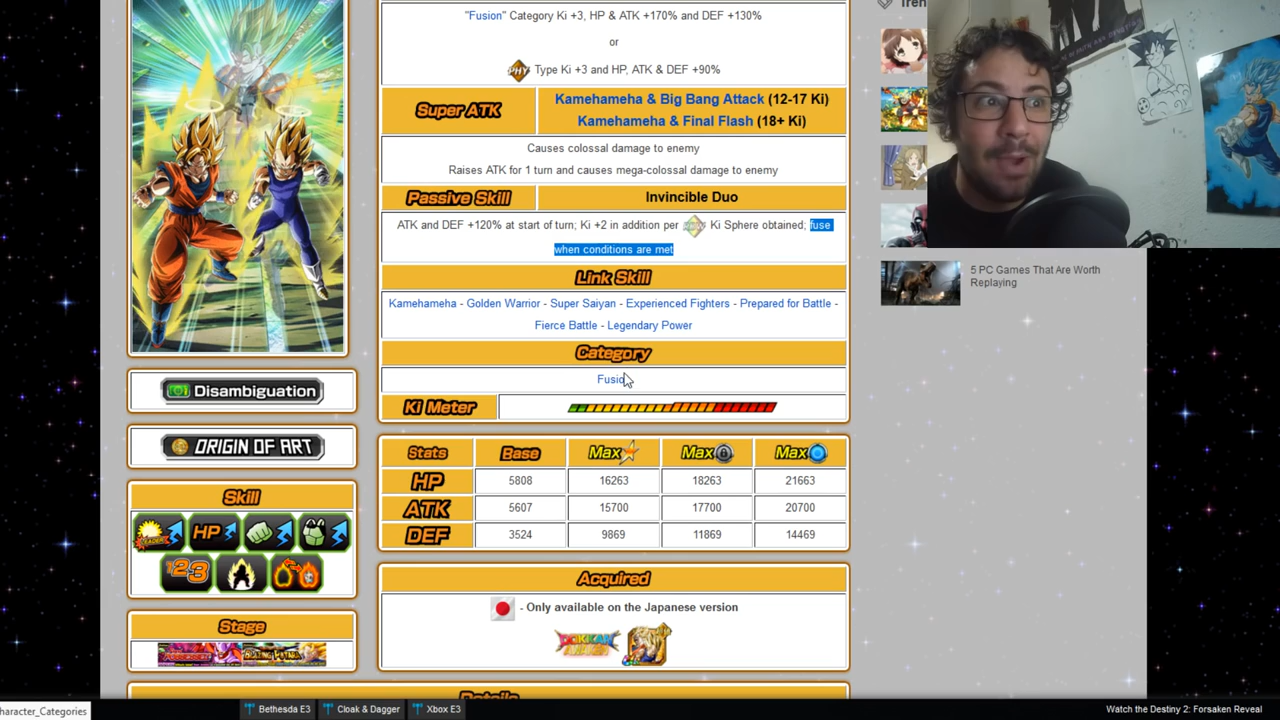 "Fusion" Category Ki +3, HP & ATK +170% and DEF +130%
or
PHY Type Ki +3 and HP, ATK & DEF +90%
Super ATK
Kamehameha & Big Bang Attack (12-17 Ki)
Kamehameha & Final Flash (18+ Ki)
Causes colossal damage to enemy
Raises ATK for 1 turn and causes mega-colossal damage to enemy
Passive Skill
Invincible Duo
ATK and DEF +120% at start of turn; Ki +2 in addition per Ki Sphere obtained; fuse
when conditions are met
Link Skill
Kamehameha - Golden Warrior - Super Saiyan - Experienced Fighters - Prepared for Battle -
Fierce Battle - Legendary Power
Category
Fusion
Ki Meter
Disambiguation
ORIGIN OF ART
Skill
LEADER
HP
123
Stage
Stats Base Max Max Max
HP 5808 16263 18263 21663
ATK 5607 15700 17700 20700
DEF 3524 9869 11869 14469
Acquired
- Only available on the Japanese version
DOKKAN
Details
Tren
5 PC Games That Are Worth
Replaying
haracter_Categories
Bethesda E3
Cloak & Dagger
Xbox E3
Watch the Destiny 2: Forsaken Reveal